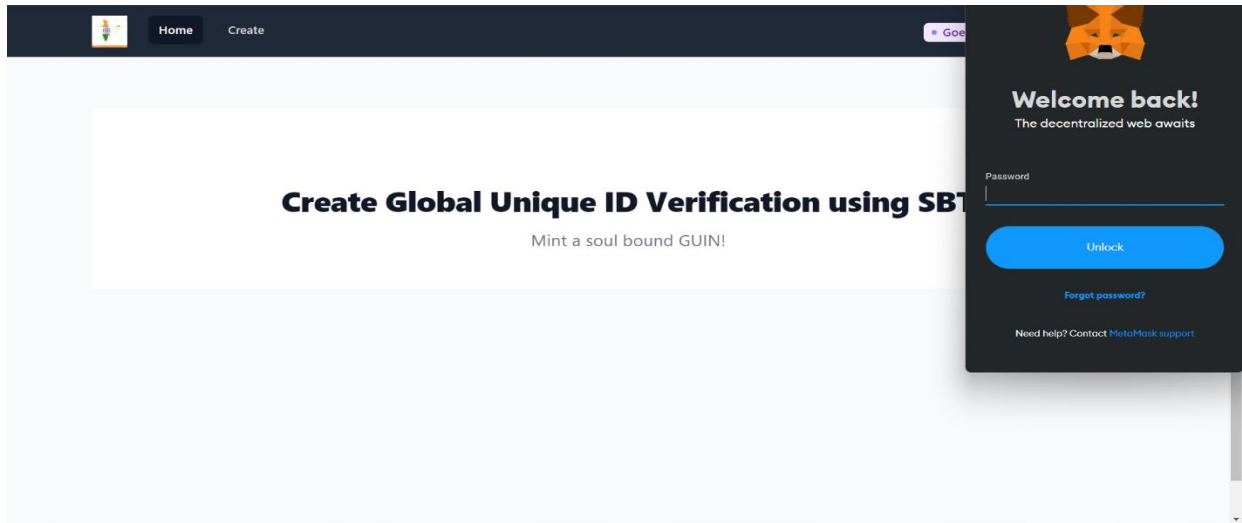 Home Create
Goe
Create Global Unique ID Verification using SBT
Mint a soul bound GUIN!
Welcome back!
The decentralized web awaits
Password
Unlock
Forgot password?
Need help? Contact MetaMask support